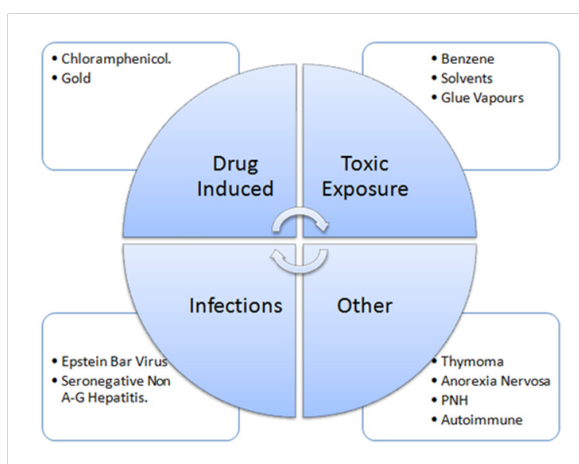 • Chloramphenicol.
• Gold
• Benzene
• Solvents
• Glue Vapours
Drug
Induced
Toxic
Exposure
Infections
Other
• Epstein Bar Virus
• Seronegative Non
A-G Hepatitis.
• Thymoma
• Anorexia Nervosa
• PNH
• Autoimmune